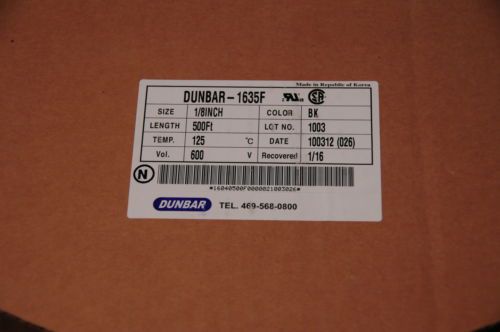 Made in Republic of Korea
DUNBAR-1635F
SIZE 1/8INCH COLOR BK
LENGTH 500Ft LOT NO. 1003
TEMP. 125 °C DATE 100312 (026)
Vol. 600 V Recovered 1/16
N
*16040500F0000021003026*
DUNBAR TEL. 469-568-0800